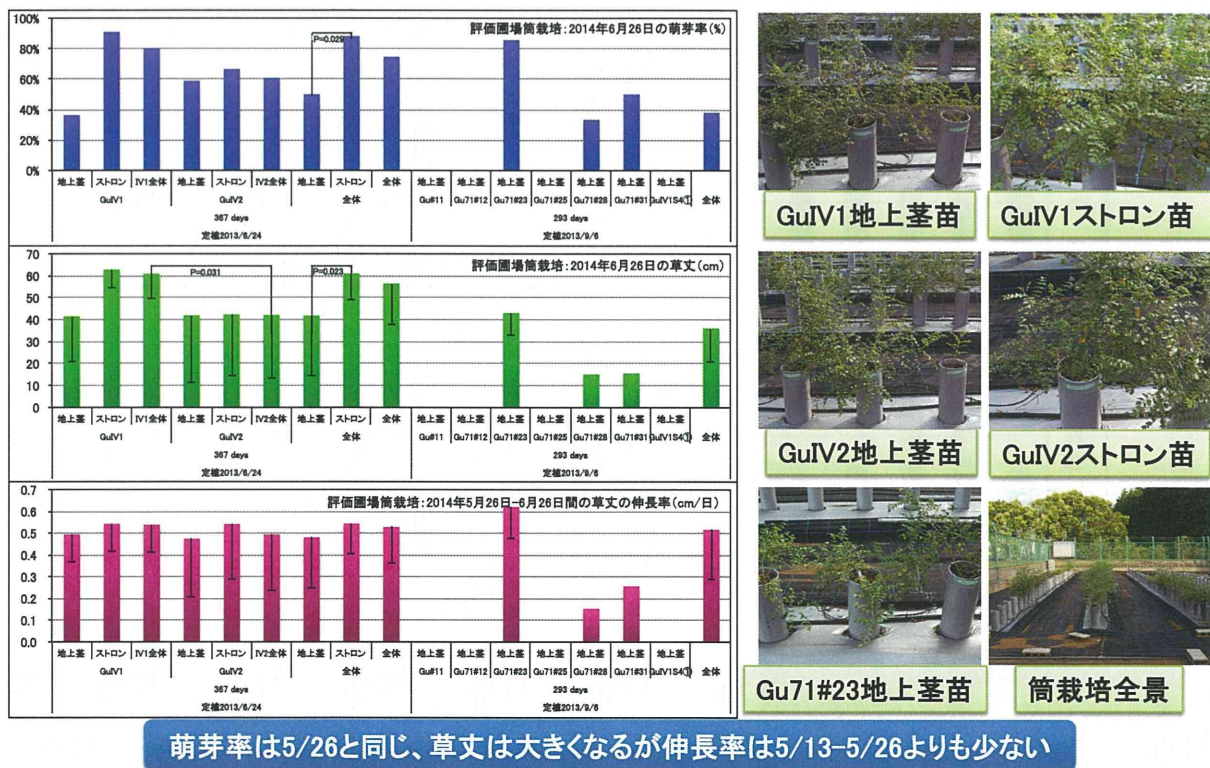 評価圃場筒栽培:2014年6月26日の萌芽率(%)
100%
80%
60%
40%
20%
0%
P=0.029
地上茎 ストロン IV1全体 地上茎 ストロン IV2全体 地上茎 ストロン 全体 地上茎 地上茎 地上茎 地上茎 地上茎 地上茎 地上茎 全体
GuIV1 GuIV2 全体 Gu#11 Gu71#12 Gu71#23 Gu71#25 Gu71#28 Gu71#31 GuIV1S4①
367 days 293 days
定植2013/6/24 定植2013/9/6
評価圃場筒栽培:2014年6月26日の草丈(cm)
70
60
50
40
30
20
10
0
P=0.031 P=0.023
地上茎 ストロン IV1全体 地上茎 ストロン IV2全体 地上茎 ストロン 全体 地上茎 地上茎 地上茎 地上茎 地上茎 地上茎 地上茎 全体
GuIV1 GuIV2 全体 Gu#11 Gu71#12 Gu71#23 Gu71#25 Gu71#28 Gu71#31 GuIV1S4①
367 days 293 days
定植2013/6/24 定植2013/9/6
評価圃場筒栽培:2014年5月26日-6月26日間の草丈の伸長率(cm/日)
0.7
0.6
0.5
0.4
0.3
0.2
0.1
0.0
地上茎 ストロン IV1全体 地上茎 ストロン IV2全体 地上茎 ストロン 全体 地上茎 地上茎 地上茎 地上茎 地上茎 地上茎 地上茎 全体
GuIV1 GuIV2 全体 Gu#11 Gu71#12 Gu71#23 Gu71#25 Gu71#28 Gu71#31 GuIV1S4①
367 days 293 days
定植2013/6/24 定植2013/9/6
GuIV1地上茎苗 GuIV1ストロン苗
GuIV2地上茎苗 GuIV2ストロン苗
Gu71#23地上茎苗 筒栽培全景
萌芽率は5/26と同じ、草丈は大きくなるが伸長率は5/13-5/26よりも少ない